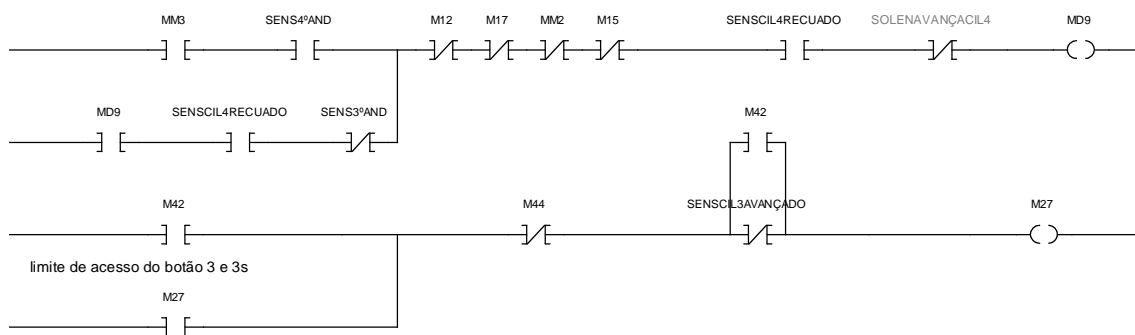 MM3 SENS4ºAND M12 M17 MM2 M15 SENSCIL4RECUADO SOLENAVANÇACIL4 MD9
MD9 SENSCIL4RECUADO SENS3ºAND M42
M42 M44 SENSCIL3AVANÇADO M27
limite de acesso do botão 3 e 3s
M27